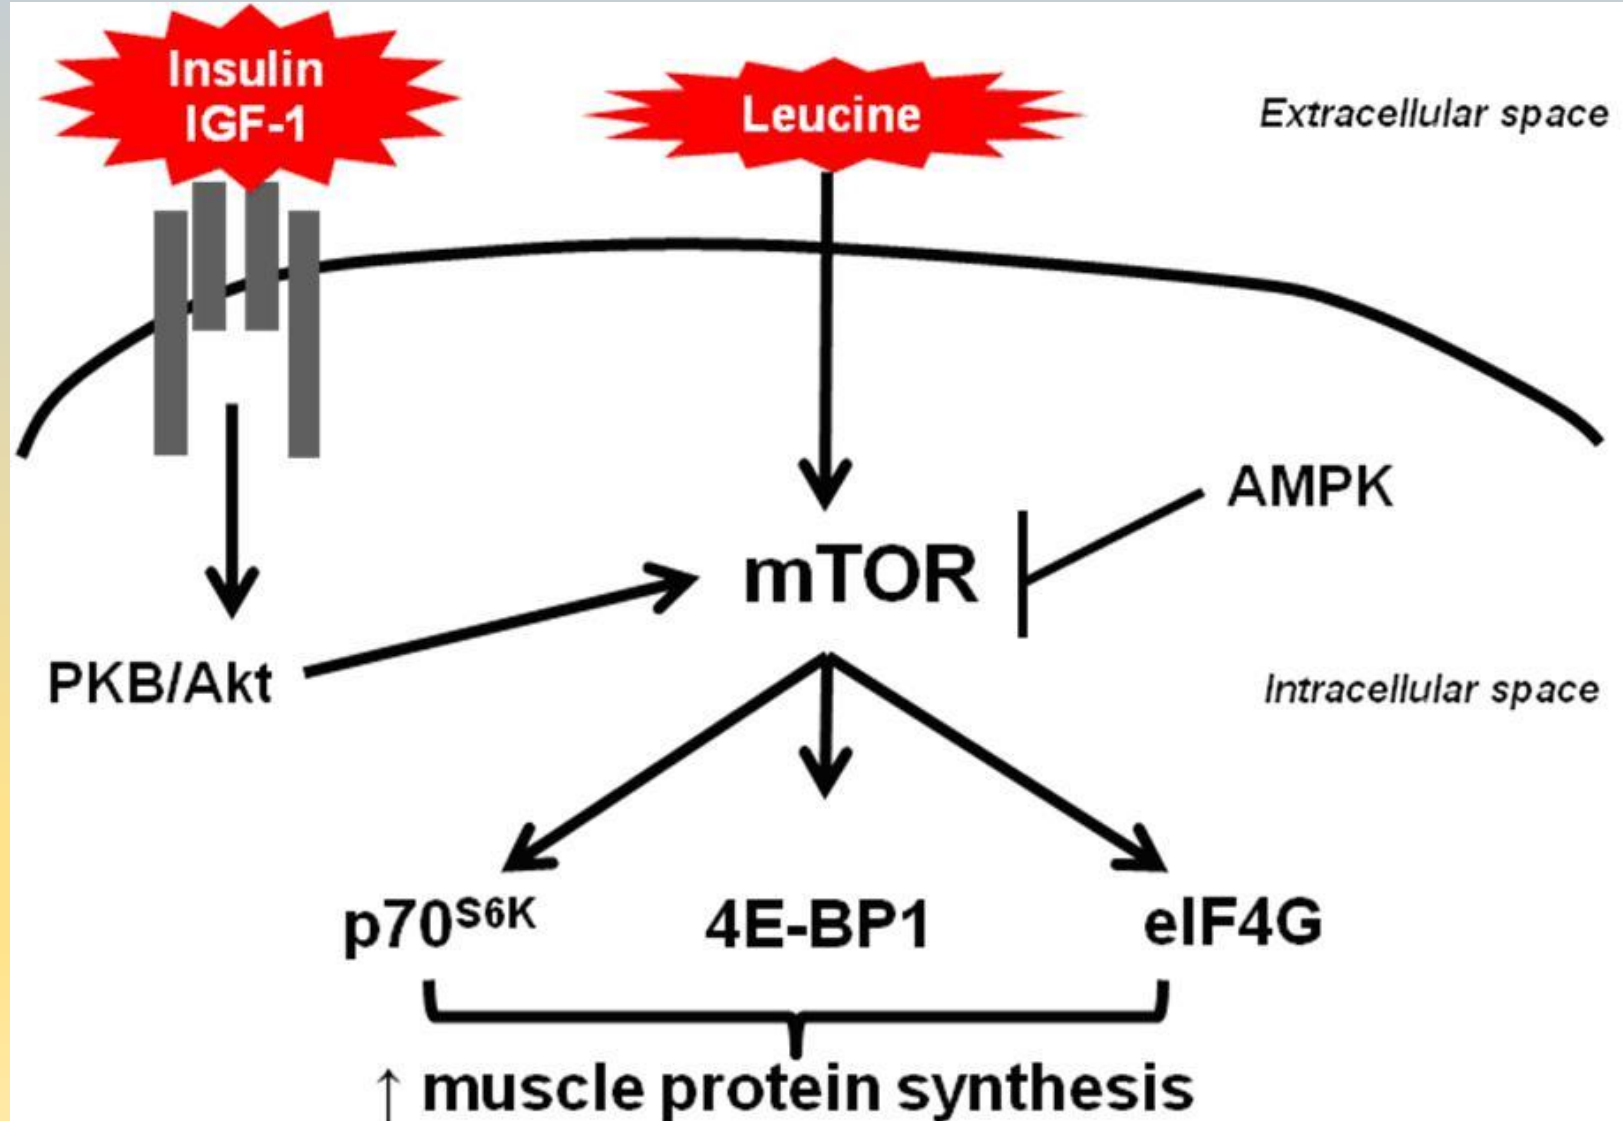 Insulin
IGF-1
Leucine
Extracellular space
AMPK
mTOR
PKB/Akt
Intracellular space
p70S6K
4E-BP1
eIF4G
↑ muscle protein synthesis